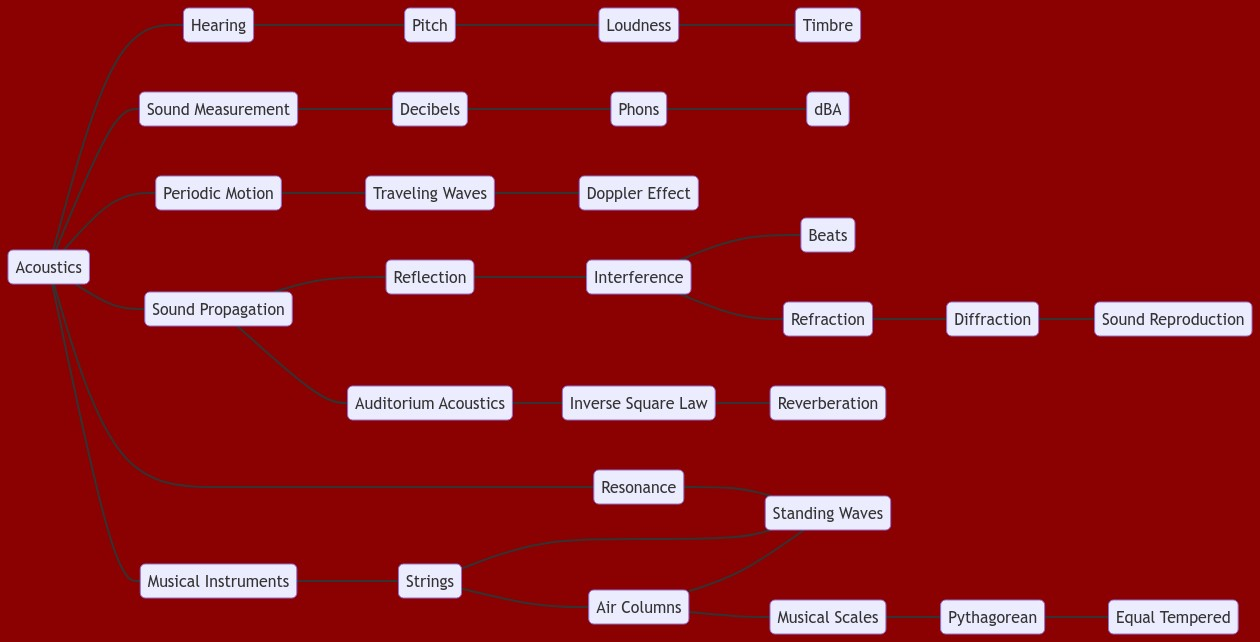 Hearing
Pitch
Loudness
Timbre
Sound Measurement
Decibels
Phons
dBA
Periodic Motion
Traveling Waves
Doppler Effect
Beats
Acoustics
Reflection
Interference
Sound Propagation
Refraction
Diffraction
Sound Reproduction
Auditorium Acoustics
Inverse Square Law
Reverberation
Resonance
Standing Waves
Musical Instruments
Strings
Air Columns
Musical Scales
Pythagorean
Equal Tempered